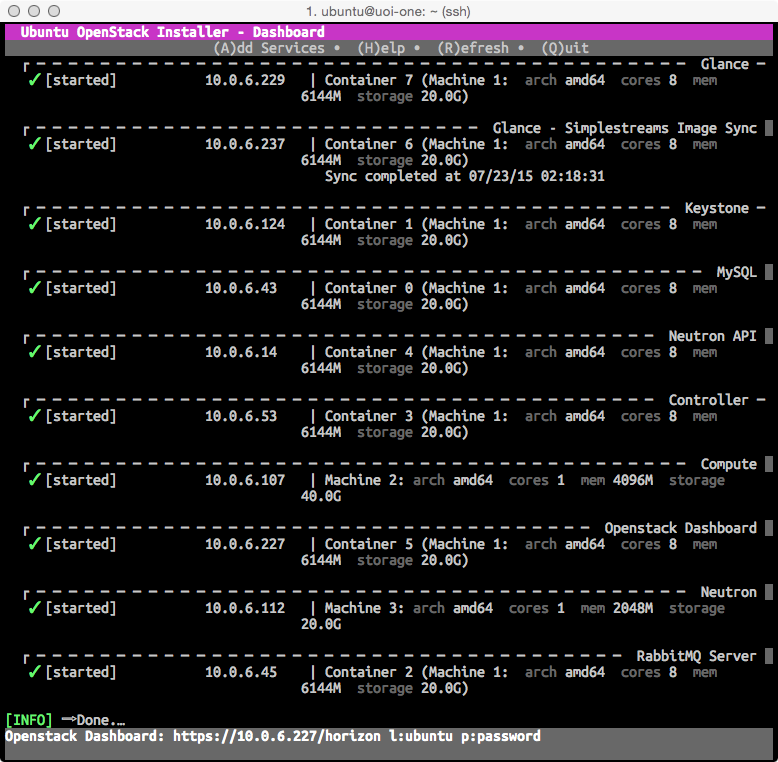 1. ubuntu@uoi-one: ~ (ssh)
Ubuntu OpenStack Installer - Dashboard
(A)dd Services • (H)elp • (R)efresh • (Q)uit
Glance
✓ [started] 10.0.6.229 | Container 7 (Machine 1: arch amd64 cores 8 mem
6144M storage 20.0G)
Glance - Simplestreams Image Sync
✓ [started] 10.0.6.237 | Container 6 (Machine 1: arch amd64 cores 8 mem
6144M storage 20.0G)
Sync completed at 07/23/15 02:18:31
Keystone
✓ [started] 10.0.6.124 | Container 1 (Machine 1: arch amd64 cores 8 mem
6144M storage 20.0G)
MySQL
✓ [started] 10.0.6.43 | Container 0 (Machine 1: arch amd64 cores 8 mem
6144M storage 20.0G)
Neutron API
✓ [started] 10.0.6.14 | Container 4 (Machine 1: arch amd64 cores 8 mem
6144M storage 20.0G)
Controller
✓ [started] 10.0.6.53 | Container 3 (Machine 1: arch amd64 cores 8 mem
6144M storage 20.0G)
Compute
✓ [started] 10.0.6.107 | Machine 2: arch amd64 cores 1 mem 4096M storage
40.0G
Openstack Dashboard
✓ [started] 10.0.6.227 | Container 5 (Machine 1: arch amd64 cores 8 mem
6144M storage 20.0G)
Neutron
✓ [started] 10.0.6.112 | Machine 3: arch amd64 cores 1 mem 2048M storage
20.0G
RabbitMQ Server
✓ [started] 10.0.6.45 | Container 2 (Machine 1: arch amd64 cores 8 mem
6144M storage 20.0G)
[INFO] ⇒Done.…
Openstack Dashboard: https://10.0.6.227/horizon l:ubuntu p:password